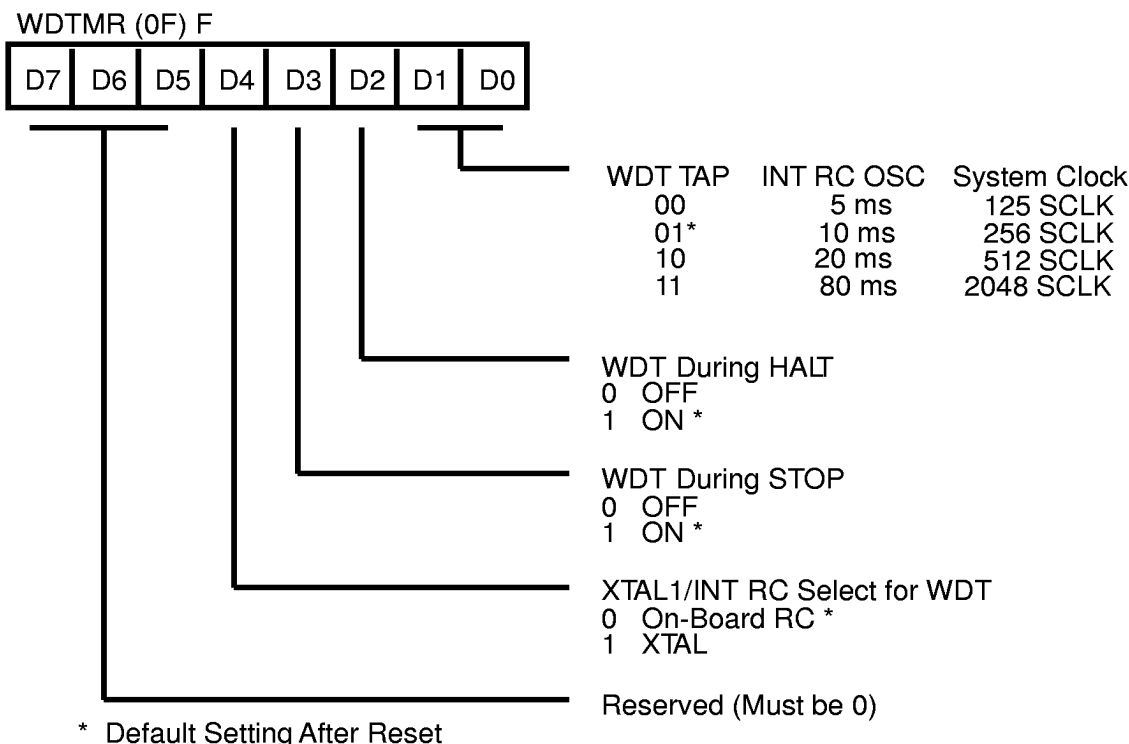 WDTMR (0F) F
D7 D6 D5 D4 D3 D2 D1 D0
WDT TAP INT RC OSC System Clock
00 5 ms 125 SCLK
01* 10 ms 256 SCLK
10 20 ms 512 SCLK
11 80 ms 2048 SCLK
WDT During HALT
0 OFF
1 ON *
WDT During STOP
0 OFF
1 ON *
XTAL1/INT RC Select for WDT
0 On-Board RC *
1 XTAL
Reserved (Must be 0)
* Default Setting After Reset